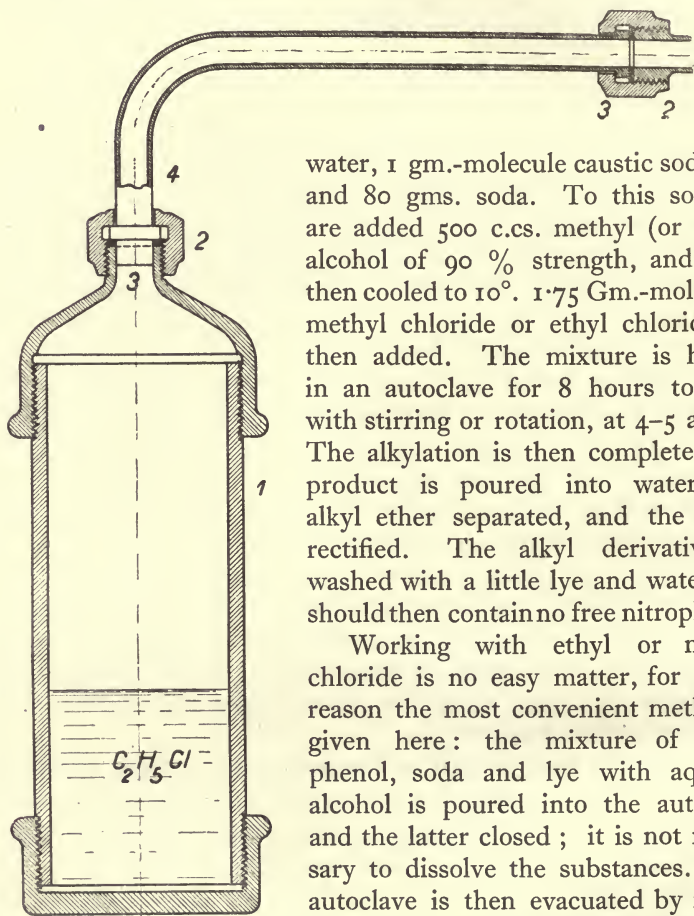 3 2
4
2
3
1
C2H5Cl
water, 1 gm.-molecule caustic sod
and 80 gms. soda. To this so
are added 500 c.cs. methyl (or
alcohol of 90 % strength, and
then cooled to 10°. 1·75 Gm.-mol
methyl chloride or ethyl chlorid
then added. The mixture is h
in an autoclave for 8 hours to
with stirring or rotation, at 4–5 a
The alkylation is then complete
product is poured into water
alkyl ether separated, and the
rectified. The alkyl derivativ
washed with a little lye and wate
should then contain no free nitrop
Working with ethyl or m
chloride is no easy matter, for
reason the most convenient meth
given here: the mixture of
phenol, soda and lye with aq
alcohol is poured into the aut
and the latter closed; it is not
sary to dissolve the substances.
autoclave is then evacuated by